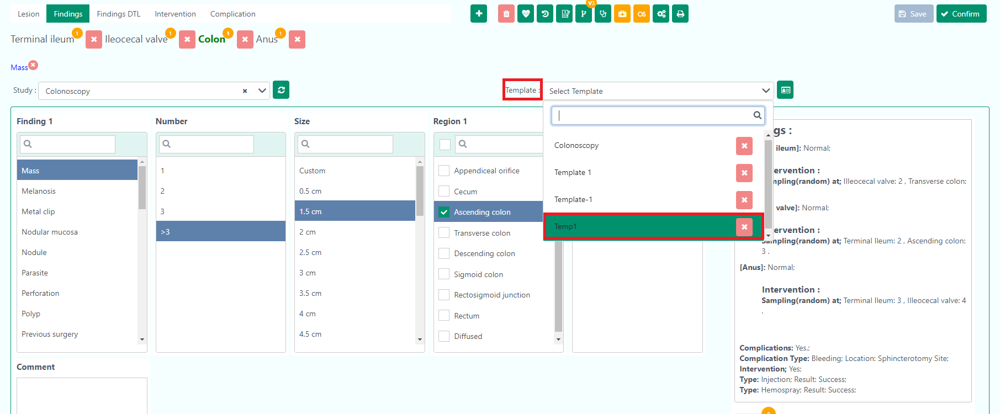 Lesion Findings Findings DTL Intervention Complication V3 OS Save Confirm
Terminal ileum 1 Ileocecal valve 1 Colon 1 Anus 1
Mass
Study : Colonoscopy Template : Select Template
Finding 1 Number Size Region 1
Mass
Melanosis
Metal clip
Nodular mucosa
Nodule
Parasite
Perforation
Polyp
Previous surgery
1
2
3
>3
Custom
0.5 cm
1.5 cm
2 cm
2.5 cm
3 cm
3.5 cm
4 cm
4.5 cm
Appendiceal orifice
Cecum
Ascending colon
Transverse colon
Descending colon
Sigmoid colon
Rectosigmoid junction
Rectum
Diffused
Colonoscopy
Template 1
Template-1
Temp1
gs :
ileum]: Normal;
ervention :
mpling(random) at; Illeocecal valve: 2 , Transverse colon:
valve]: Normal;
ervention :
Sampling(random) at; Terminal Ileum: 2 , Ascending colon:
3 .
[Anus]: Normal;
Intervention :
Sampling(random) at; Terminal Ileum: 3 , Illeocecal valve: 4
.
Complications: Yes.;
Complication Type: Bleeding; Location: Sphincterotomy Site;
Intervention; Yes;
Type: Injection; Result: Success;
Type: Hemospray; Result: Success;
Comment